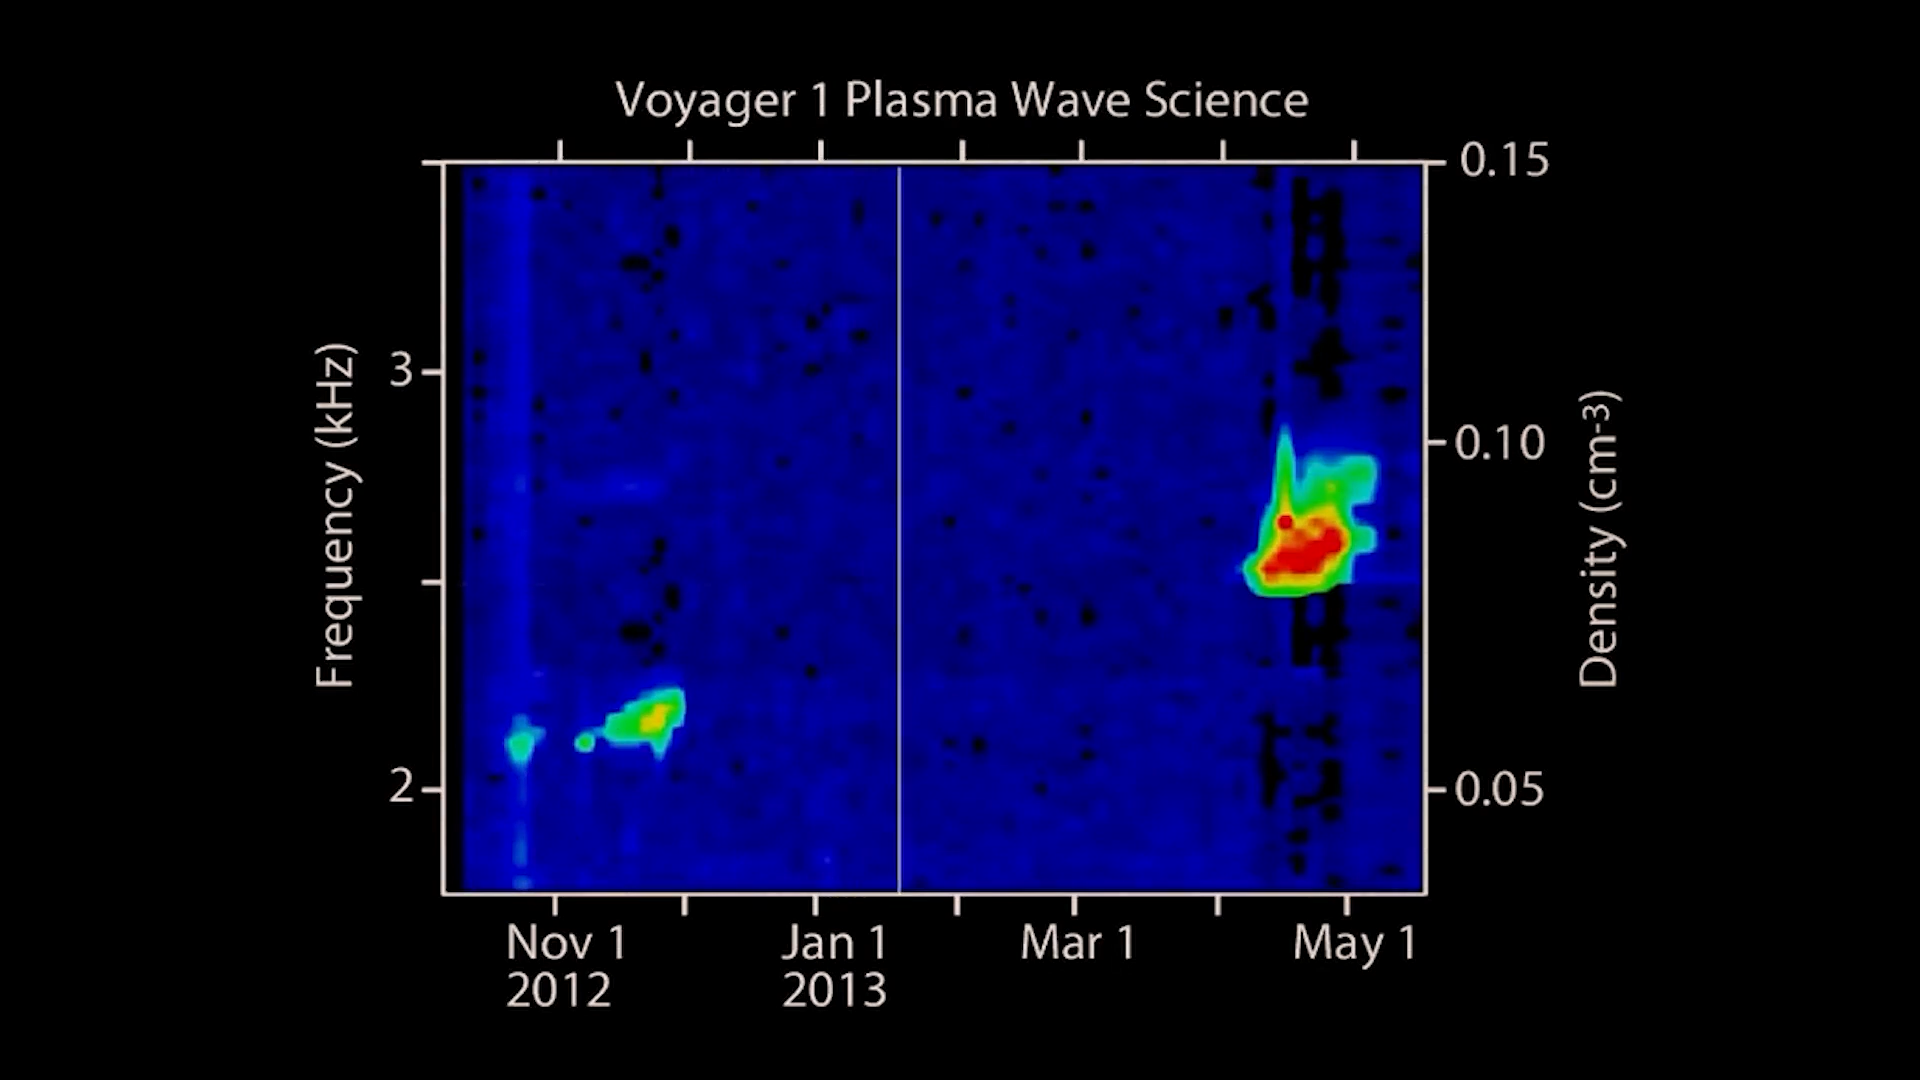 Voyager 1 Plasma Wave Science
Frequency (kHz)
3
2
0.15
0.10
0.05
Density (cm-3)
Nov 1
2012
Jan 1
2013
Mar 1
May 1